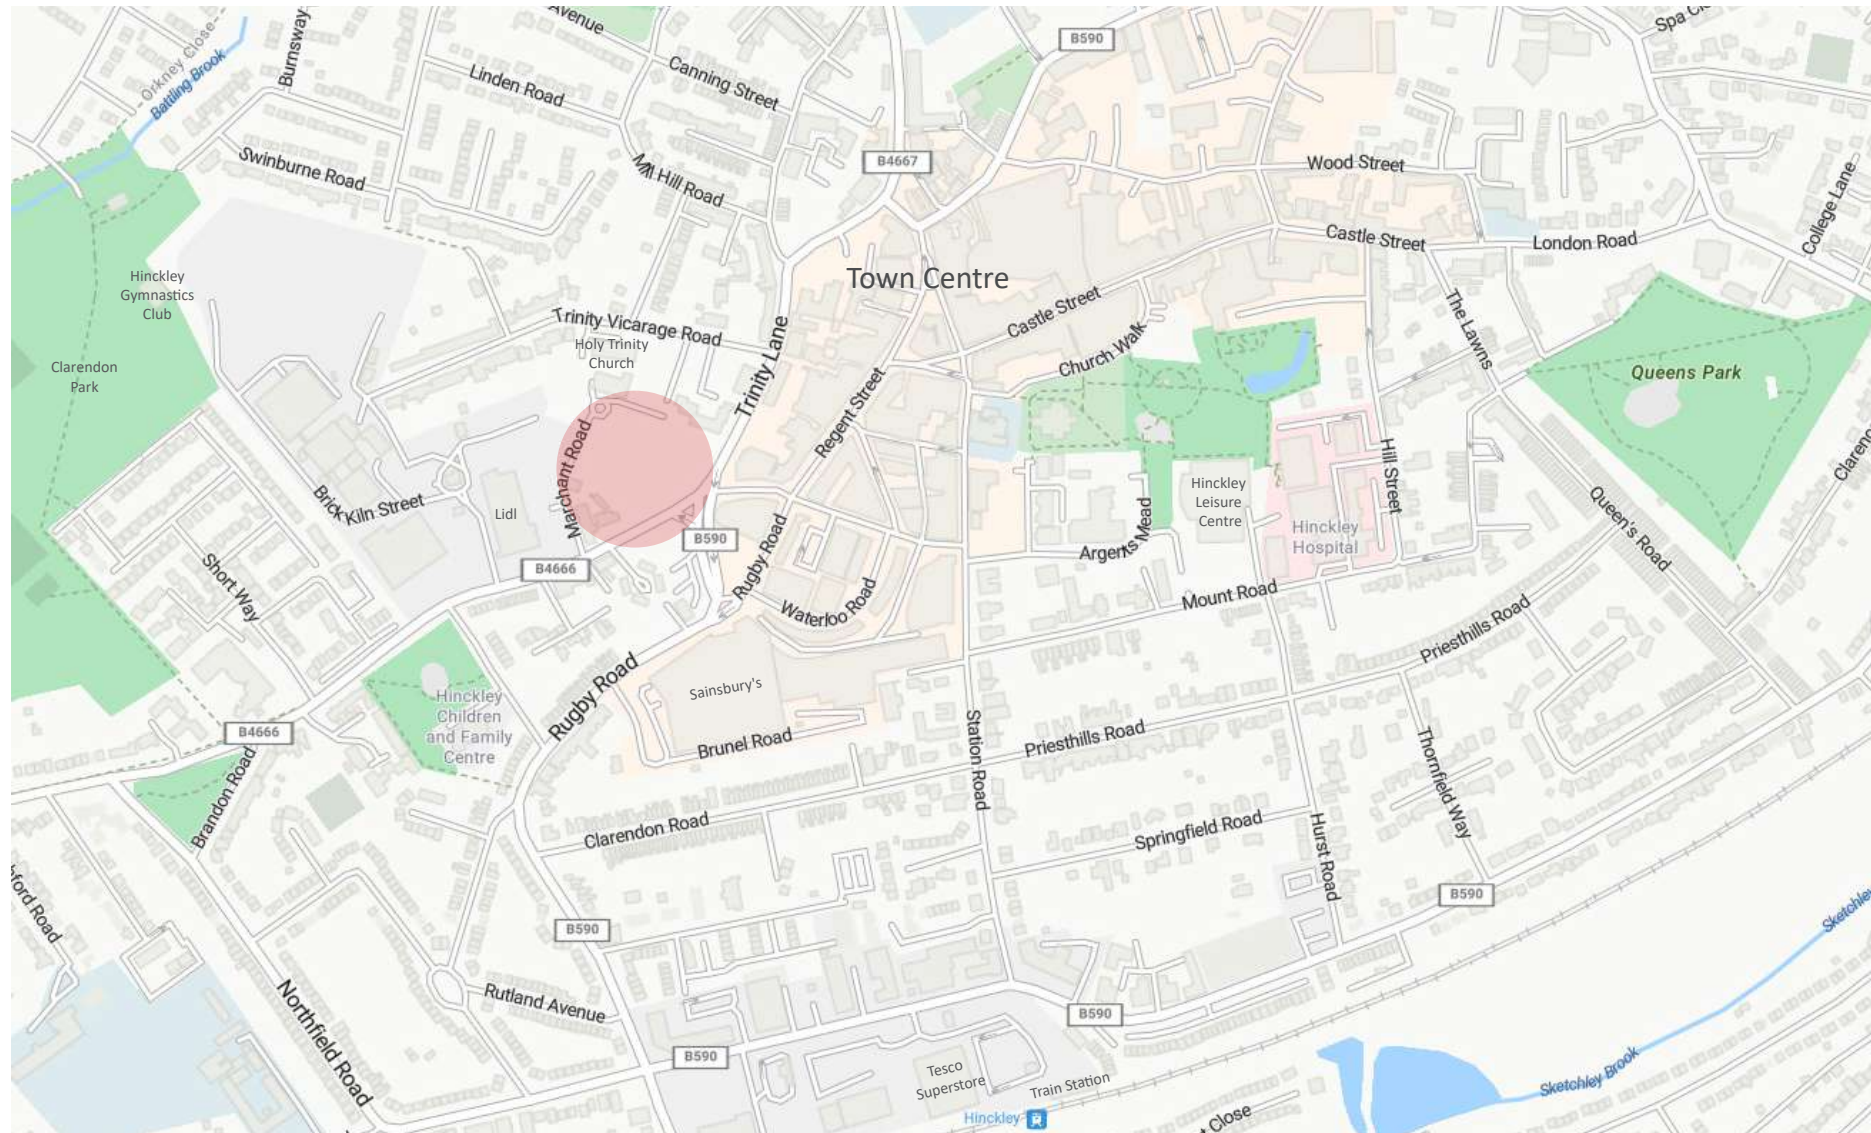 Avenue
Spa Cl
B590
Orkney Close
Burnsway
Battling Brook
Linden Road
Canning Street
B4667
Wood Street
Swinburne Road
Mill Hill Road
College Lane
Castle Street
London Road
Hinckley
Gymnastics
Club
Town Centre
Castle Street
The Lawns
Trinity Vicarage Road
Holy Trinity
Church
Trinity Lane
Church Walk
Clarendon
Park
Queens Park
Regent Street
Marchant Road
Hill Street
Clarenc
Brick Kiln Street
Lidl
Hinckley
Leisure
Centre
Queen's Road
Argents Mead
Hinckley
Hospital
B590
B4666
Rugby Road
Short Way
Waterloo Road
Mount Road
Priesthills Road
Rugby Road
Sainsbury's
Hinckley
Children
and Family
Centre
B4666
Brunel Road
Station Road
Priesthills Road
Thornfield Way
Brandon Road
Clarendon Road
Springfield Road
Hurst Road
ford Road
B590
B590
Sketchley
Northfield Road
Rutland Avenue
B590
B590
Tesco
Superstore
Train Station
Sketchley Brook
Hinckley
t Close